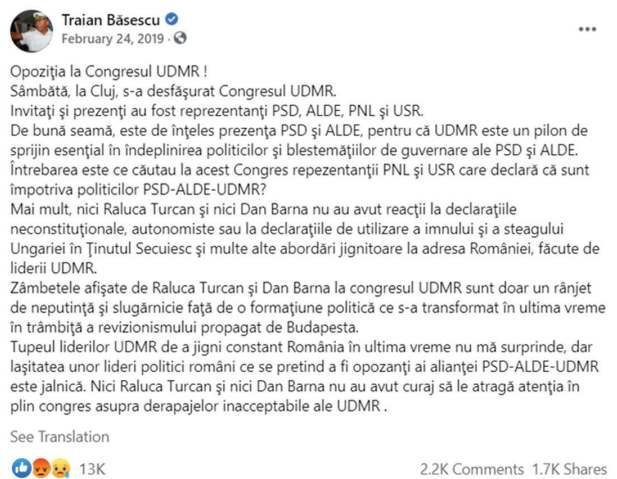 Traian Băsescu
February 24, 2019 ·
Opoziția la Congresul UDMR !
Sâmbătă, la Cluj, s-a desfășurat Congresul UDMR.
Invitați și prezenți au fost reprezentanți PSD, ALDE, PNL și USR.
De bună seamă, este de înțeles prezența PSD și ALDE, pentru că UDMR este un pilon de
sprijin esențial în îndeplinirea politicilor și blestemățiilor de guvernare ale PSD și ALDE.
Întrebarea este ce căutau la acest Congres repezentanții PNL și USR care declară că sunt
împotriva politicilor PSD-ALDE-UDMR?
Mai mult, nici Raluca Turcan și nici Dan Barna nu au avut reacții la declarațiile
neconstituționale, autonomiste sau la declarațiile de utilizare a imnului și a steagului
Ungariei în Ținutul Secuiesc și multe alte abordări jignitoare la adresa României, făcute de
liderii UDMR.
Zâmbetele afișate de Raluca Turcan și Dan Barna la congresul UDMR sunt doar un rânjet
de neputință și slugărnicie față de o formațiune politică ce s-a transformat în ultima vreme
în trâmbiță a revizionismului propagat de Budapesta.
Tupeul liderilor UDMR de a jigni constant România în ultima vreme nu mă surprinde, dar
lașitatea unor lideri politici români ce se pretind a fi opozanți ai alianței PSD-ALDE-UDMR
este jalnică. Nici Raluca Turcan și nici Dan Barna nu au avut curaj să le atragă atenția în
plin congres asupra derapajelor inacceptabile ale UDMR .
See Translation
13K
2.2K Comments 1.7K Shares